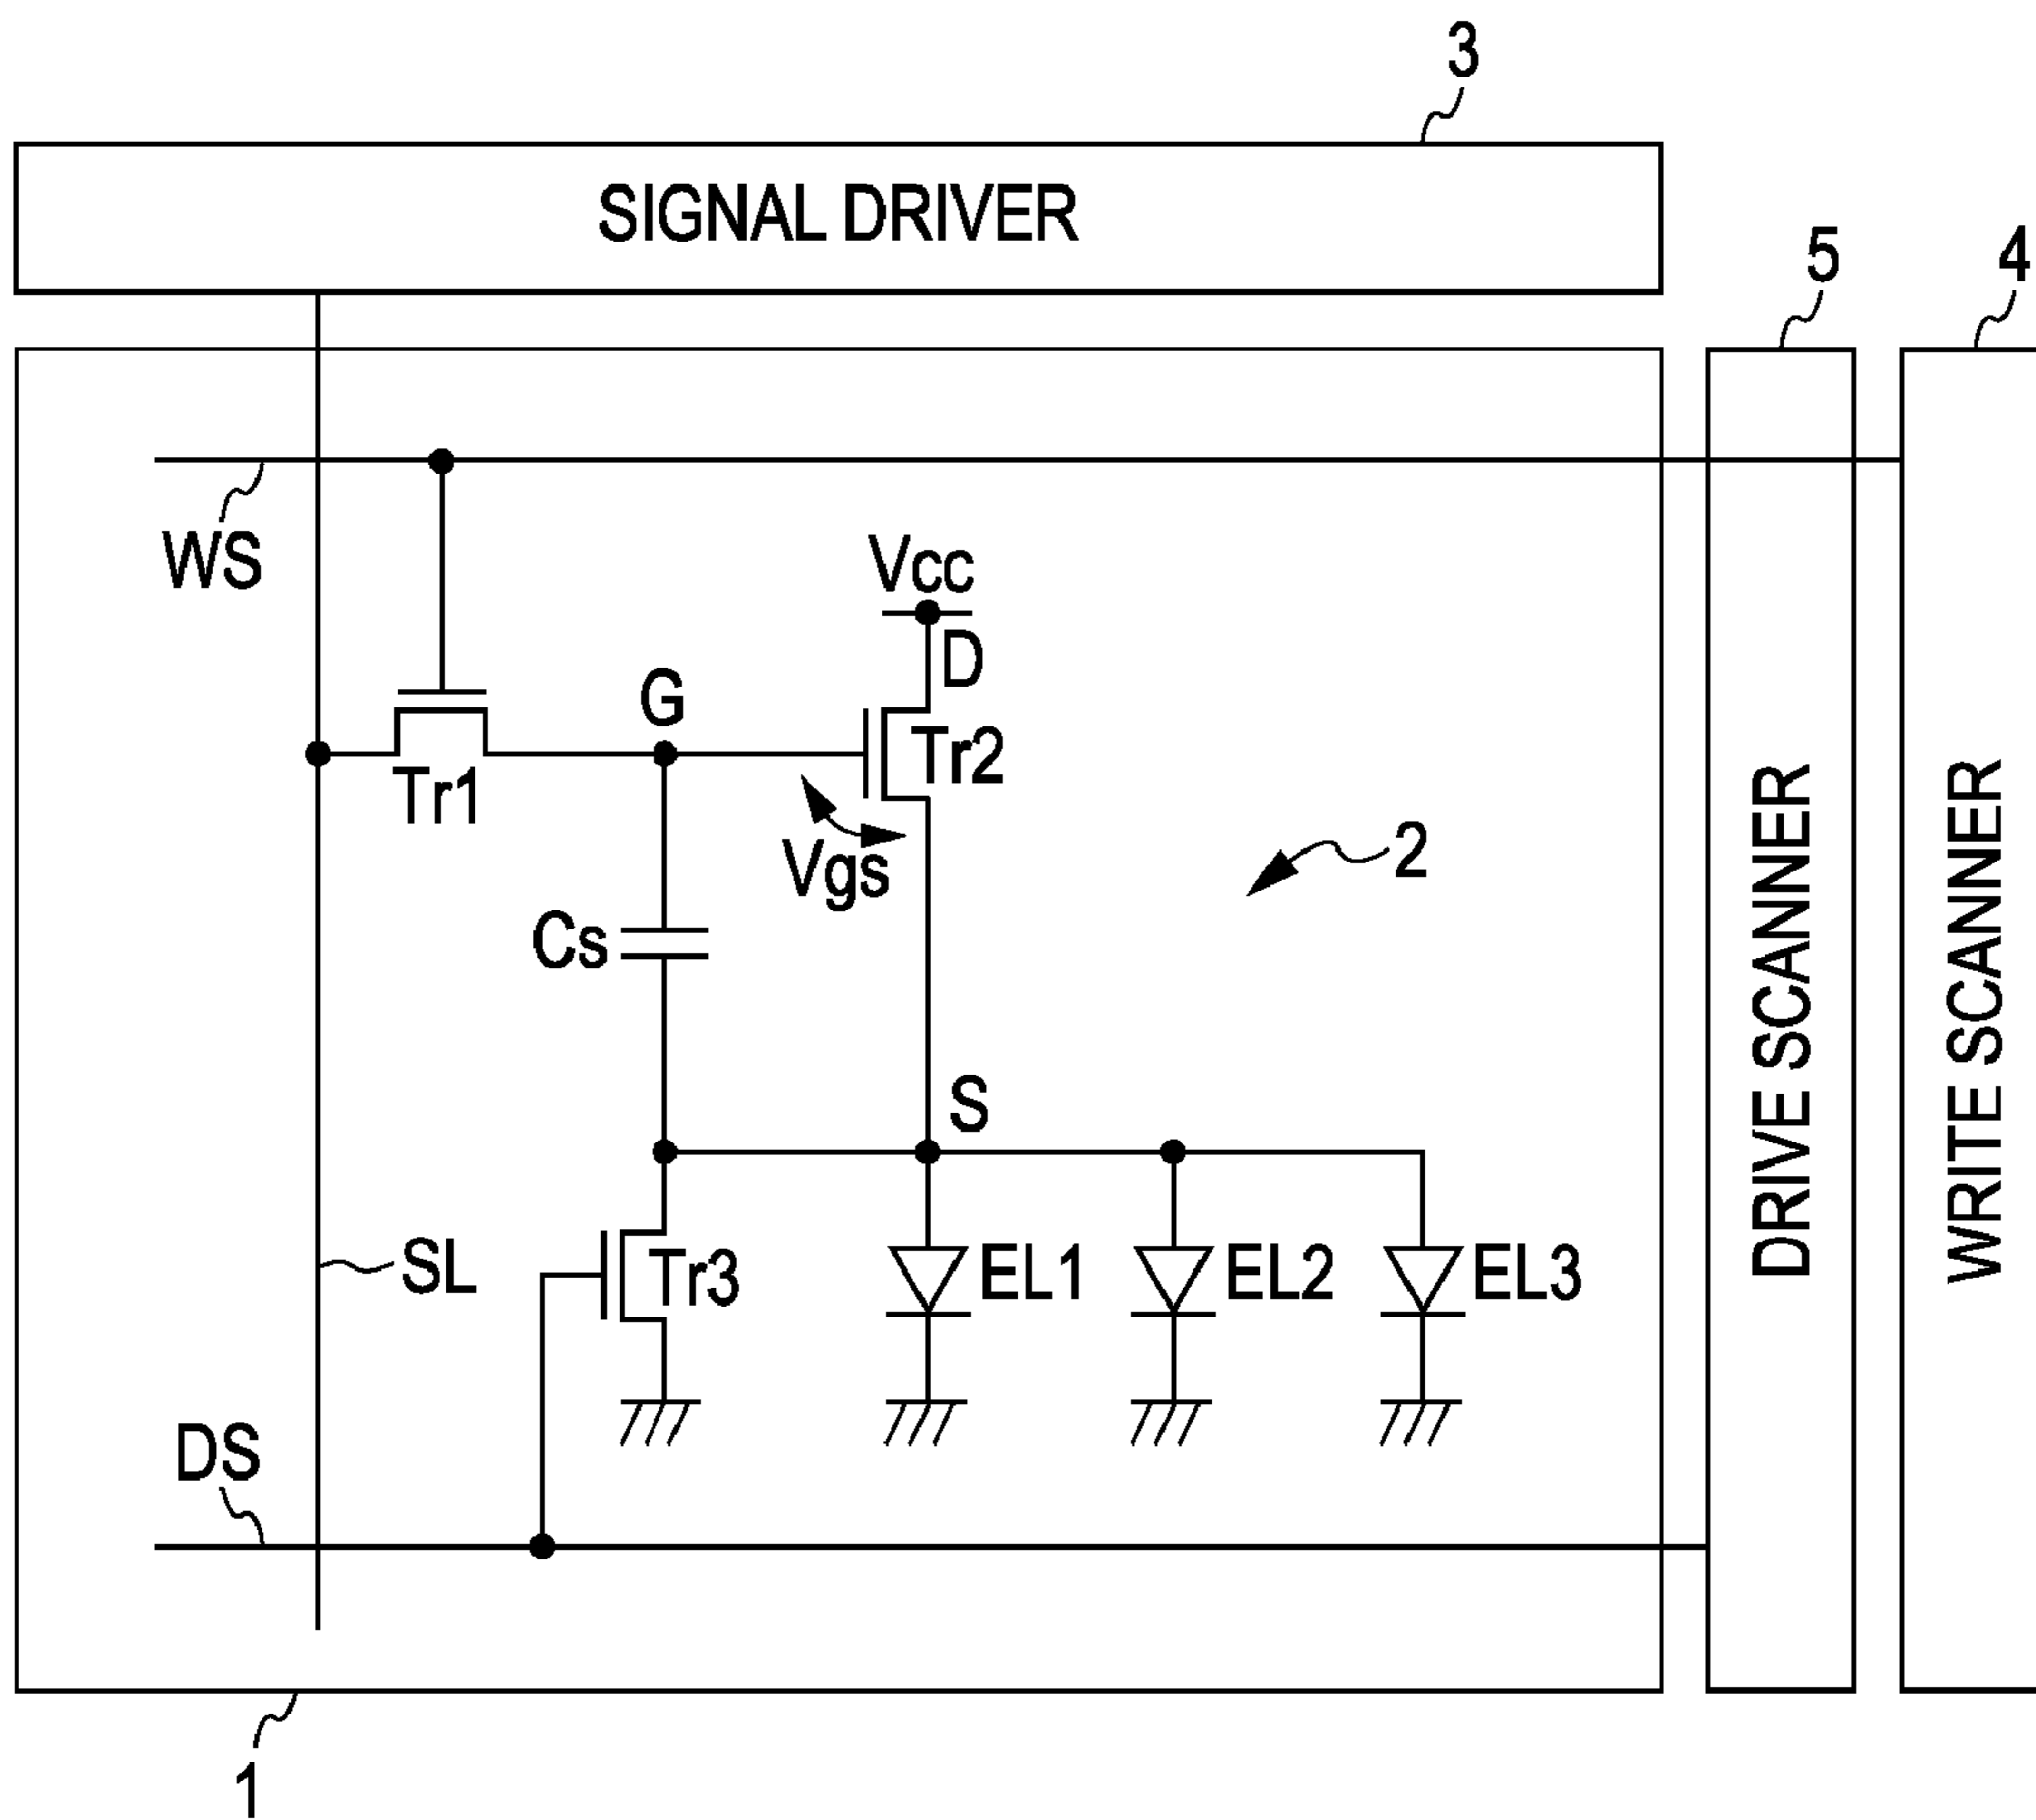 3
SIGNAL DRIVER
5
4
WS
Vcc
D
G
Tr1
Tr2
Vgs
2
Cs
S
SL
Tr3
EL1
EL2
EL3
DS
DRIVE SCANNER
WRITE SCANNER
1